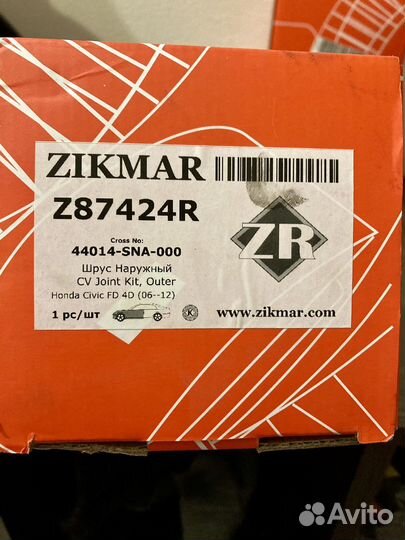 ZIKMAR
Z87424R
Cross No:
44014-SNA-000
Шрус Наружный
CV Joint Kit, Outer
Honda Civic FD 4D (06--12)
1 pc/шт
ZR
www.zikmar.com
Avito